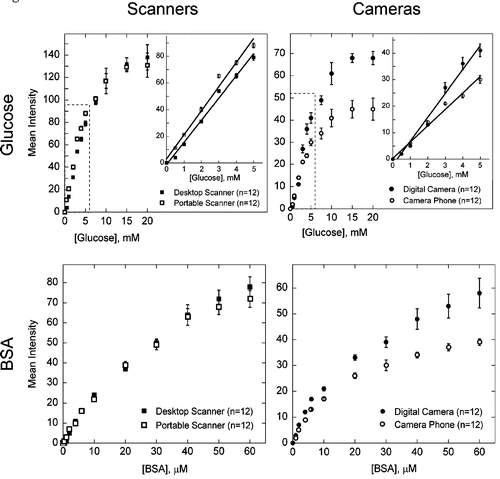 Scanners
Cameras
Glucose
Mean Intensity
140
120
100
80
60
40
20
0
0 5 10 15 20
[Glucose], mM
80
60
40
20
0
0 1 2 3 4 5
[Glucose], mM
Desktop Scanner (n=12)
Portable Scanner (n=12)
70
60
50
40
30
20
10
0
0 5 10 15 20
[Glucose], mM
40
30
20
10
0
0 1 2 3 4 5
[Glucose], mM
Digital Camera (n=12)
Camera Phone (n=12)
BSA
Mean Intensity
80
70
60
50
40
30
20
10
0
0 10 20 30 40 50 60
[BSA], μM
Desktop Scanner (n=12)
Portable Scanner (n=12)
60
50
40
30
20
10
0
0 10 20 30 40 50 60
[BSA], μM
Digital Camera (n=12)
Camera Phone (n=12)